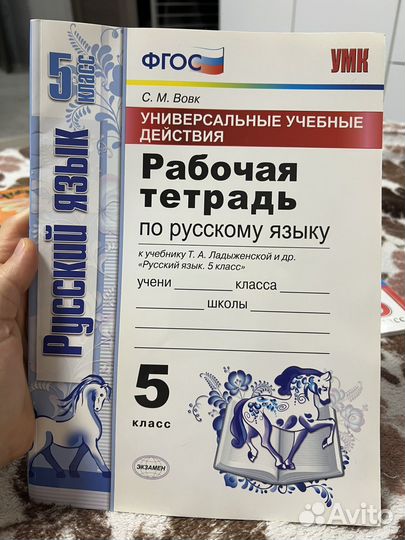 5 КЛАСС
Русский язык
ФГОС
УМК
С. М. Вовк
УНИВЕРСАЛЬНЫЕ УЧЕБНЫЕ
ДЕЙСТВИЯ
Рабочая
тетрадь
по русскому языку
к учебнику Т. А. Ладыженской и др.
«Русский язык. 5 класс»
учени класса
школы
5
класс
ЭКЗАМЕН
Avito